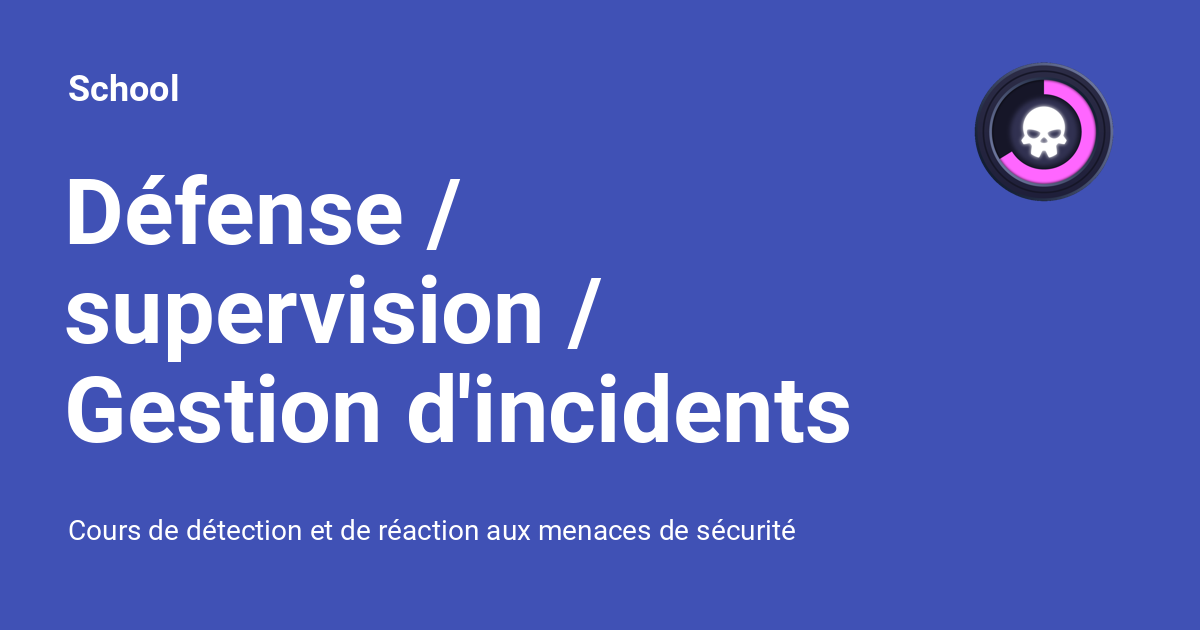 School
Défense /
supervision /
Gestion d'incidents
Cours de détection et de réaction aux menaces de sécurité